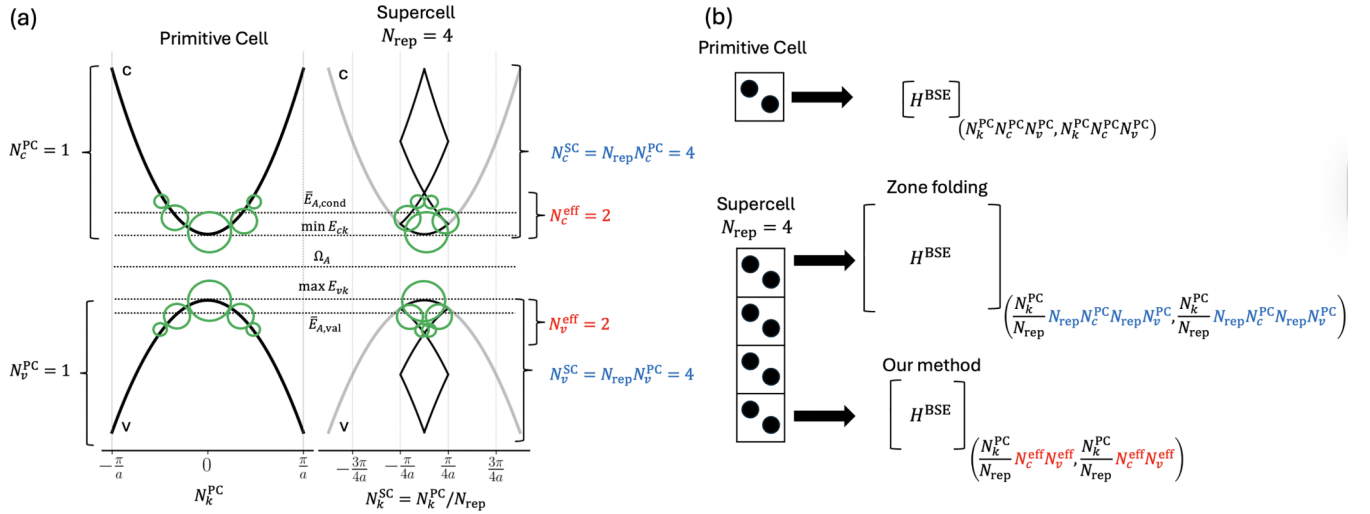 (a)
Primitive Cell
Supercell
N_rep = 4
c
c
N_c^PC = 1
N_c^SC = N_rep N_c^PC = 4
Ē_A,cond
N_c^eff = 2
min E_ck
Ω_A
max E_vk
Ē_A,val
N_v^eff = 2
N_v^PC = 1
N_v^SC = N_rep N_v^PC = 4
v
v
−π/a
0
π/a
−3π/4a
−π/4a
π/4a
3π/4a
N_k^PC
N_k^SC = N_k^PC/N_rep
(b)
Primitive Cell
[H^BSE]
(N_k^PC N_c^PC N_v^PC, N_k^PC N_c^PC N_v^PC)
Supercell
N_rep = 4
Zone folding
[H^BSE]
(N_k^PC/N_rep N_rep N_c^PC N_rep N_v^PC, N_k^PC/N_rep N_rep N_c^PC N_rep N_v^PC)
Our method
[H^BSE]
(N_k^PC/N_rep N_c^eff N_v^eff, N_k^PC/N_rep N_c^eff N_v^eff)